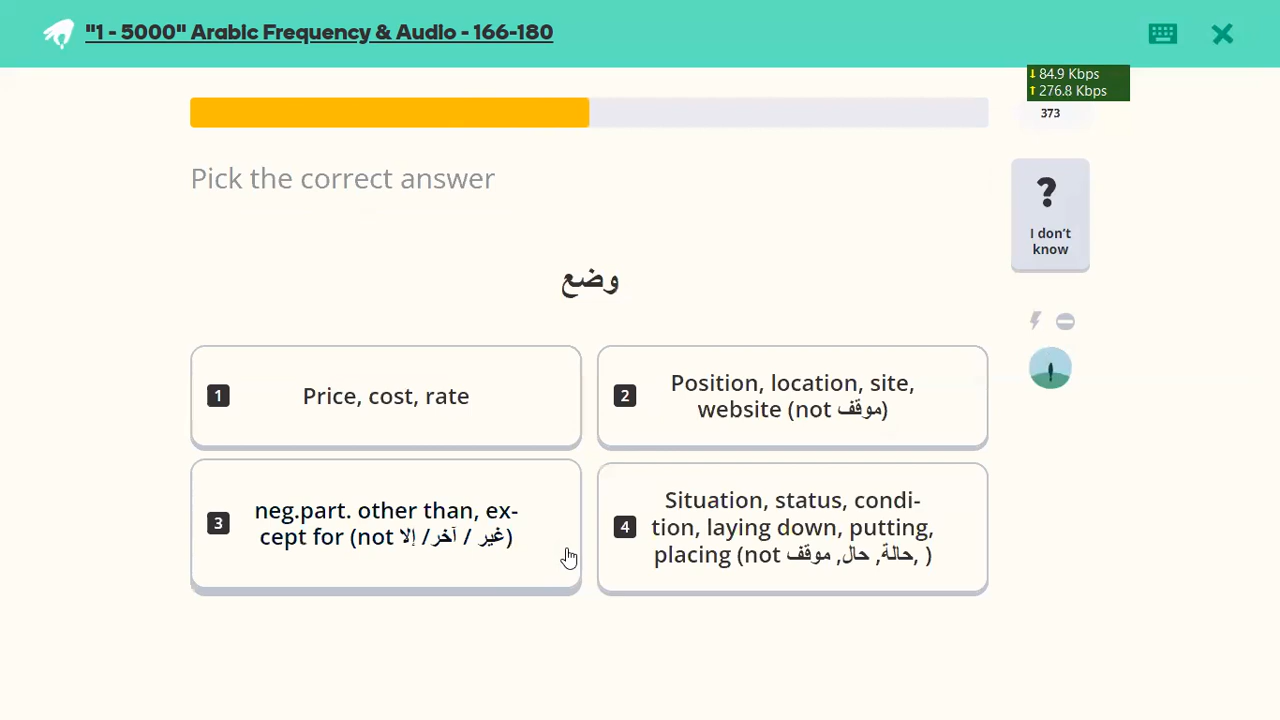 "1 - 5000" Arabic Frequency & Audio - 166-180
↓ 84.9 Kbps
↑ 276.8 Kbps
373
Pick the correct answer
?
I don't
know
وضع
1
Price, cost, rate
2
Position, location, site,
website (not موقف)
3
neg.part. other than, ex-
cept for (not غير / آخر/ إلا)
4
Situation, status, condi-
tion, laying down, putting,
placing (not حالة, حال, موقف, )